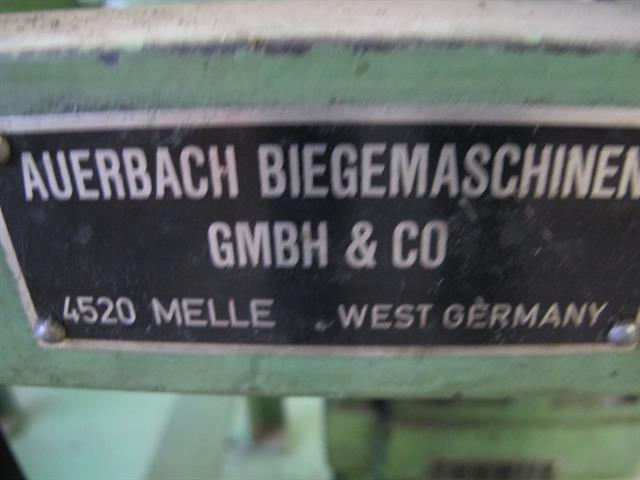 AUERBACH BIEGEMASCHINEN
GMBH & CO
4520 MELLE WEST GERMANY